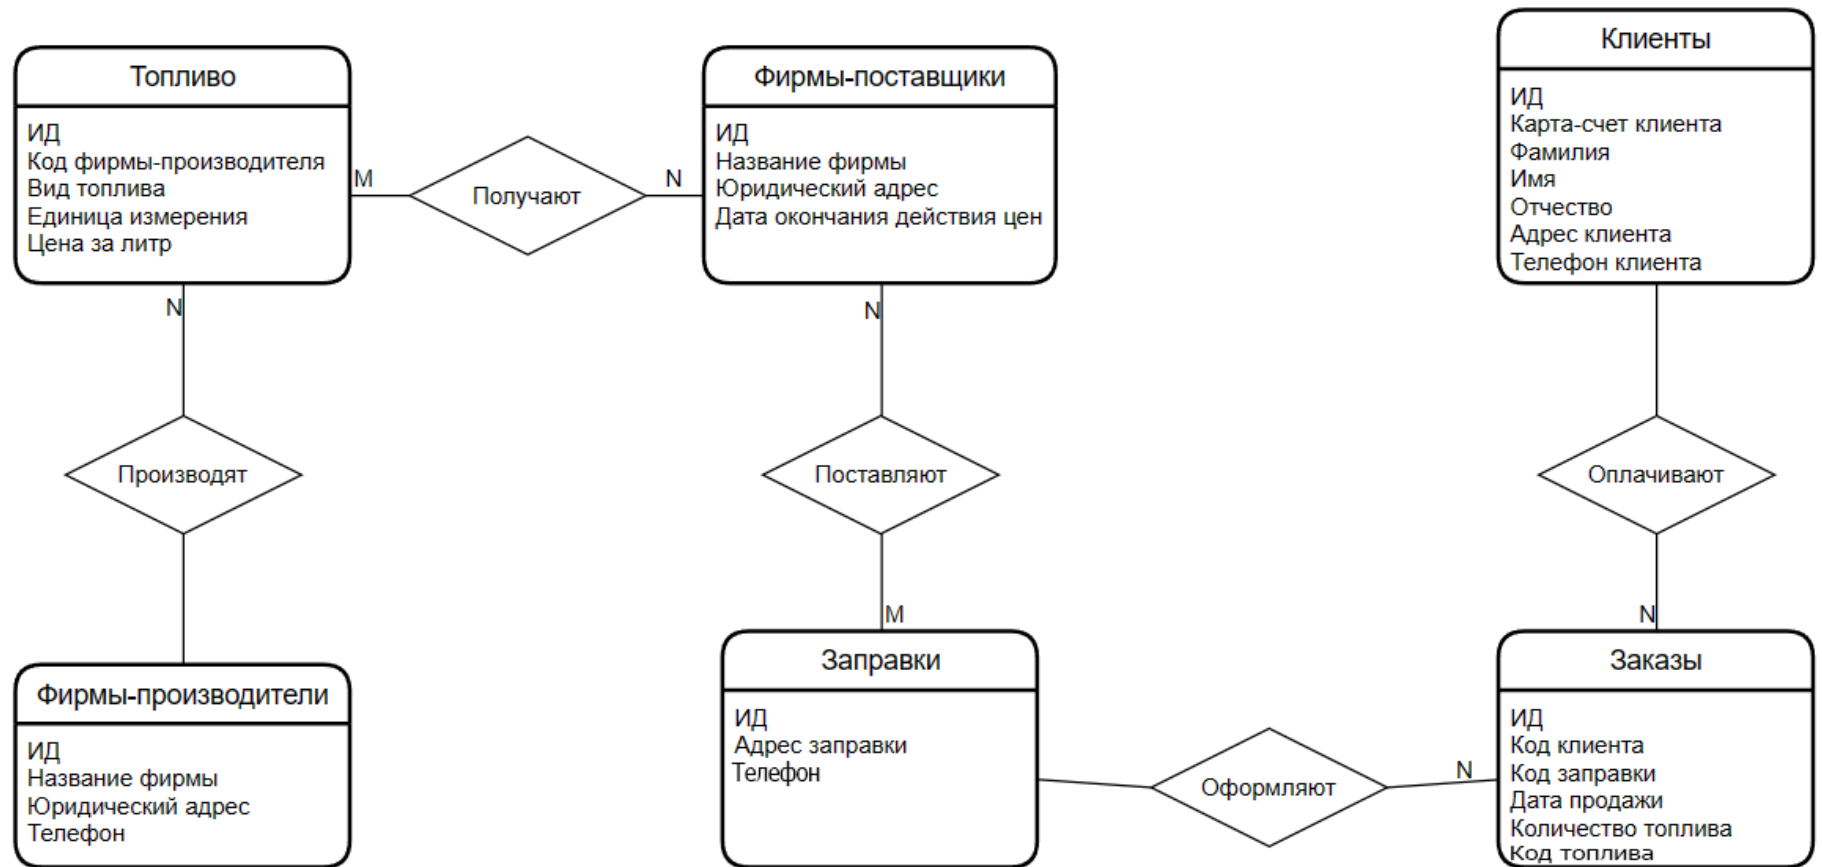 Топливо
ИД
Код фирмы-производителя
Вид топлива
Единица измерения
Цена за литр
M
Получают
N
Фирмы-поставщики
ИД
Название фирмы
Юридический адрес
Дата окончания действия цен
Клиенты
ИД
Карта-счет клиента
Фамилия
Имя
Отчество
Адрес клиента
Телефон клиента
N
Производят
N
Поставляют
M
Оплачивают
N
Фирмы-производители
ИД
Название фирмы
Юридический адрес
Телефон
Заправки
ИД
Адрес заправки
Телефон
Оформляют
N
Заказы
ИД
Код клиента
Код заправки
Дата продажи
Количество топлива
Код топлива